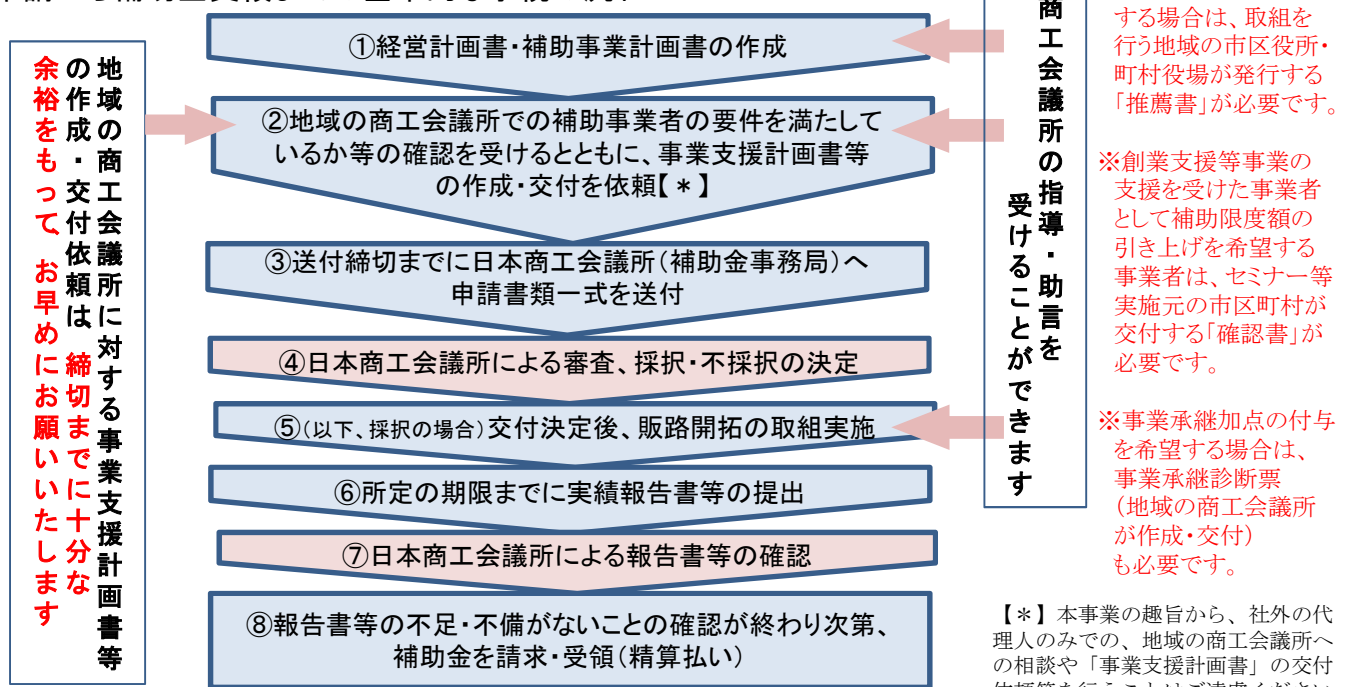 ①経営計画書・補助事業計画書の作成
②地域の商工会議所での補助事業者の要件を満たして
いるか等の確認を受けるとともに、事業支援計画書等
の作成・交付を依頼【＊】
③送付締切までに日本商工会議所（補助金事務局）へ
申請書類一式を送付
④日本商工会議所による審査、採択・不採択の決定
⑤（以下、採択の場合）交付決定後、販路開拓の取組実施
⑥所定の期限までに実績報告書等の提出
⑦日本商工会議所による報告書等の確認
⑧報告書等の不足・不備がないことの確認が終わり次第、
補助金を請求・受領（精算払い）
地域の商工会議所に対する事業支援計画書等
の作成・交付依頼は、締切までに十分な
余裕をもって、お早めにお願いいたします
商工会議所の指導・助言を
受けることができます
する場合は、取組を
行う地域の市区役所・
町村役場が発行する
「推薦書」が必要です。
※創業支援等事業の
支援を受けた事業者
として補助限度額の
引き上げを希望する
事業者は、セミナー等
実施元の市区町村が
交付する「確認書」が
必要です。
※事業承継加点の付与
を希望する場合は、
事業承継診断票
（地域の商工会議所
が作成・交付）
も必要です。
【＊】本事業の趣旨から、社外の代
理人のみでの、地域の商工会議所へ
の相談や「事業支援計画書」の交付